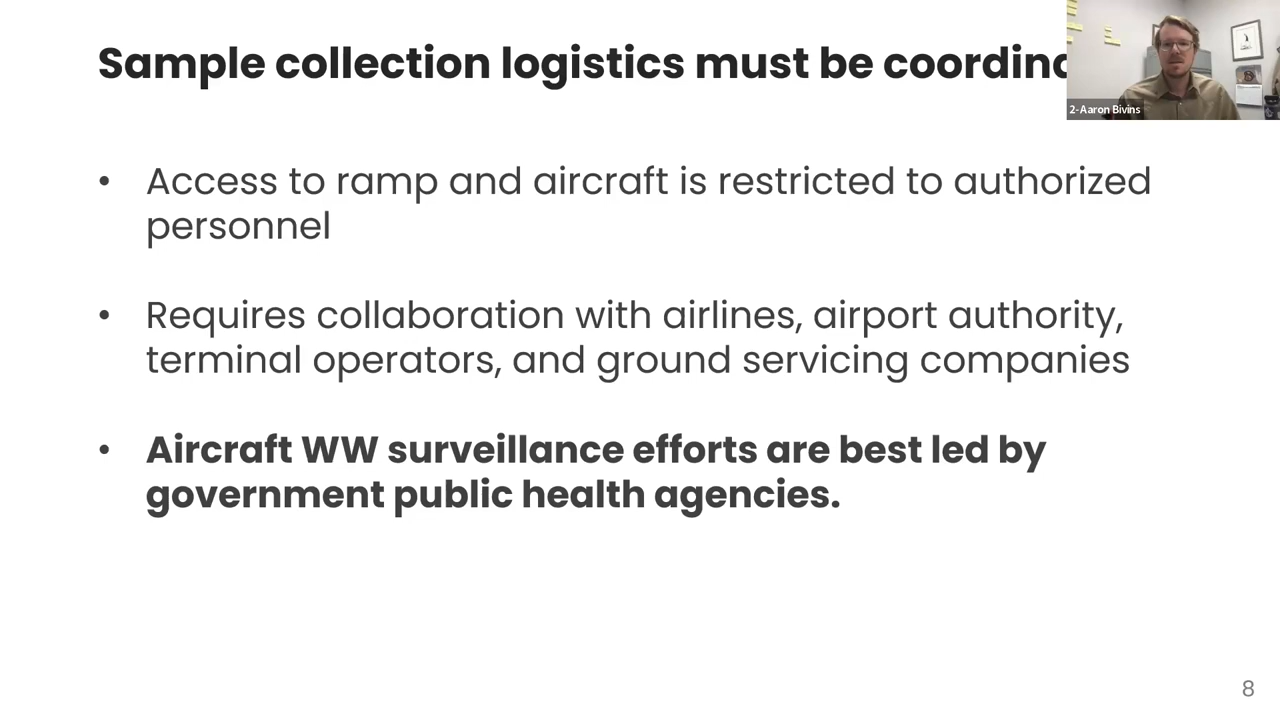 Sample collection logistics must be
2-Aaron Bivins
• Access to ramp and aircraft is restricted to authorized
personnel
• Requires collaboration with airlines, airport authority,
terminal operators, and ground servicing companies
• Aircraft WW surveillance efforts are best led by
government public health agencies.
8